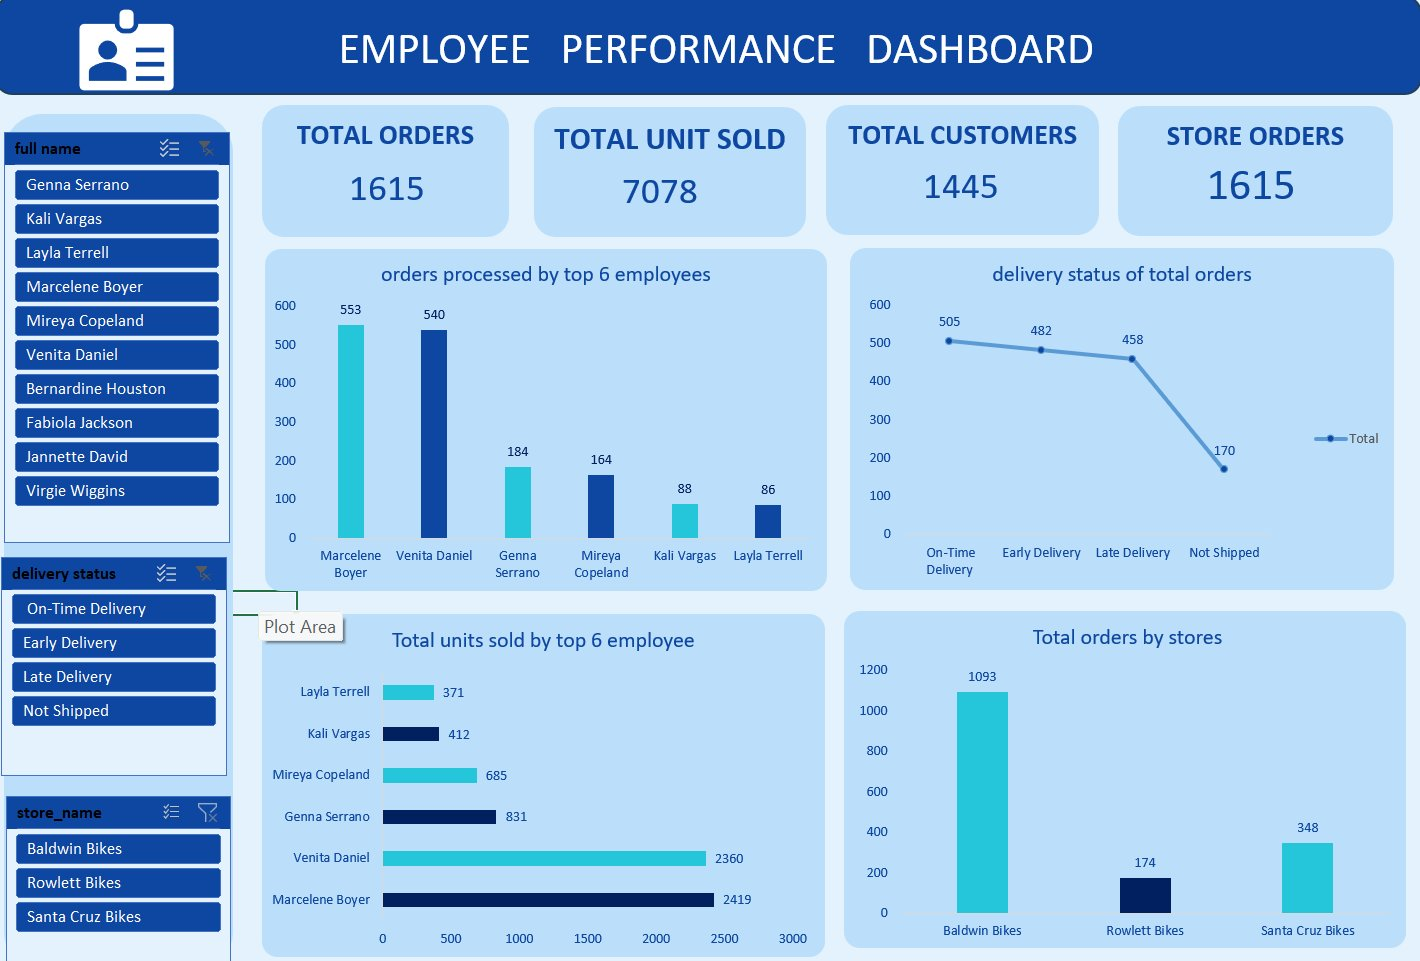 EMPLOYEE PERFORMANCE DASHBOARD
full name
Genna Serrano
Kali Vargas
Layla Terrell
Marcelene Boyer
Mireya Copeland
Venita Daniel
Bernardine Houston
Fabiola Jackson
Jannette David
Virgie Wiggins
delivery status
On-Time Delivery
Early Delivery
Late Delivery
Not Shipped
store_name
Baldwin Bikes
Rowlett Bikes
Santa Cruz Bikes
TOTAL ORDERS
1615
TOTAL UNIT SOLD
7078
TOTAL CUSTOMERS
1445
STORE ORDERS
1615
orders processed by top 6 employees
600
500
400
300
200
100
0
553
540
184
164
88
86
Marcelene
Boyer
Venita Daniel
Genna
Serrano
Mireya
Copeland
Kali Vargas
Layla Terrell
delivery status of total orders
600
500
400
300
200
100
0
505
482
458
170
Total
On-Time
Delivery
Early Delivery
Late Delivery
Not Shipped
Plot Area
Total units sold by top 6 employee
Layla Terrell 371
Kali Vargas 412
Mireya Copeland 685
Genna Serrano 831
Venita Daniel 2360
Marcelene Boyer 2419
0 500 1000 1500 2000 2500 3000
Total orders by stores
1200
1000
800
600
400
200
0
1093
174
348
Baldwin Bikes
Rowlett Bikes
Santa Cruz Bikes